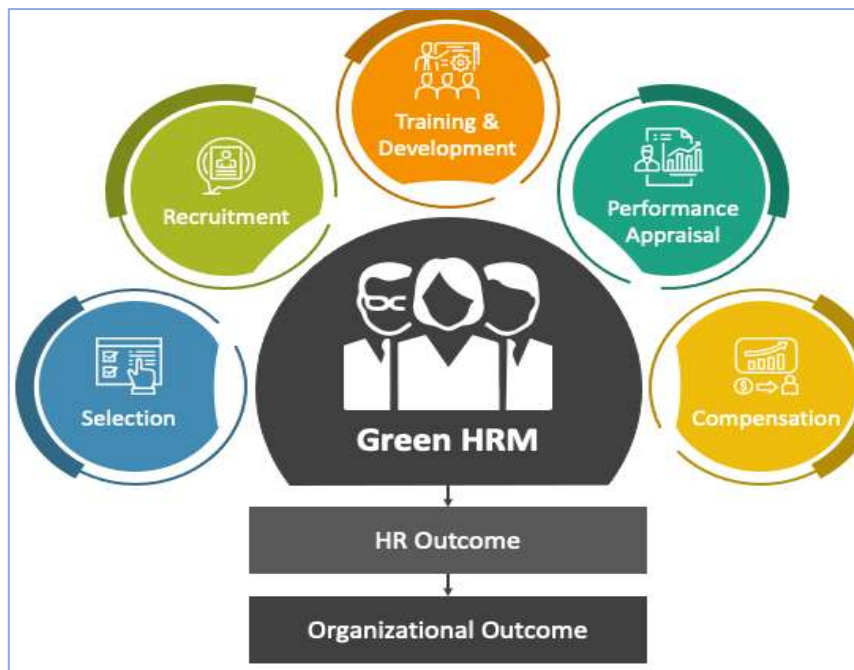 Training &
Development
Recruitment
Performance
Appraisal
Selection
Compensation
Green HRM
HR Outcome
Organizational Outcome